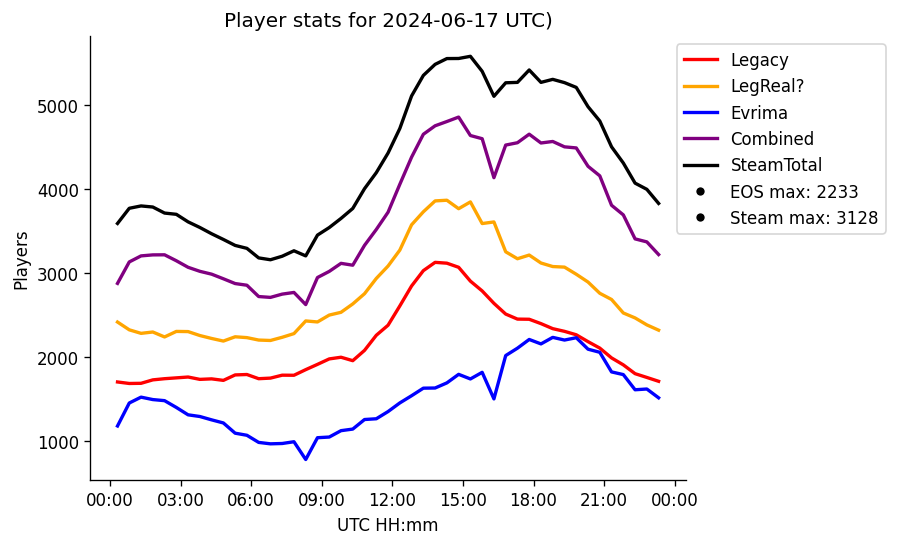 Player stats for 2024-06-17 UTC)
Players
5000
4000
3000
2000
1000
00:00 03:00 06:00 09:00 12:00 15:00 18:00 21:00 00:00
UTC HH:mm
Legacy
LegReal?
Evrima
Combined
SteamTotal
EOS max: 2233
Steam max: 3128